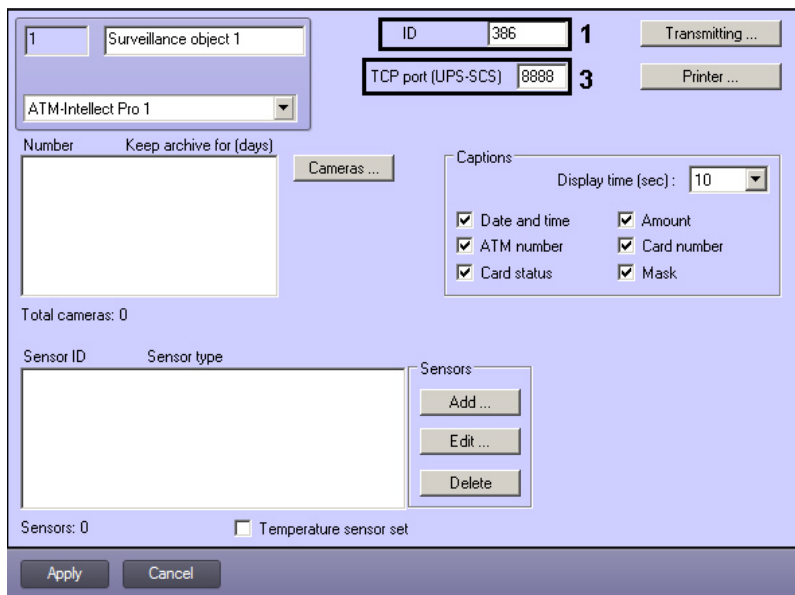 1 Surveillance object 1 ID 386 1 Transmitting ...
TCP port (UPS-SCS) 8888 3 Printer ...
ATM-Intellect Pro 1
Number Keep archive for (days)
Cameras ...
Captions
Display time (sec) : 10
Date and time Amount
ATM number Card number
Card status Mask
Total cameras: 0
Sensor ID Sensor type
Sensors
Add ...
Edit ...
Delete
Sensors: 0 Temperature sensor set
Apply Cancel